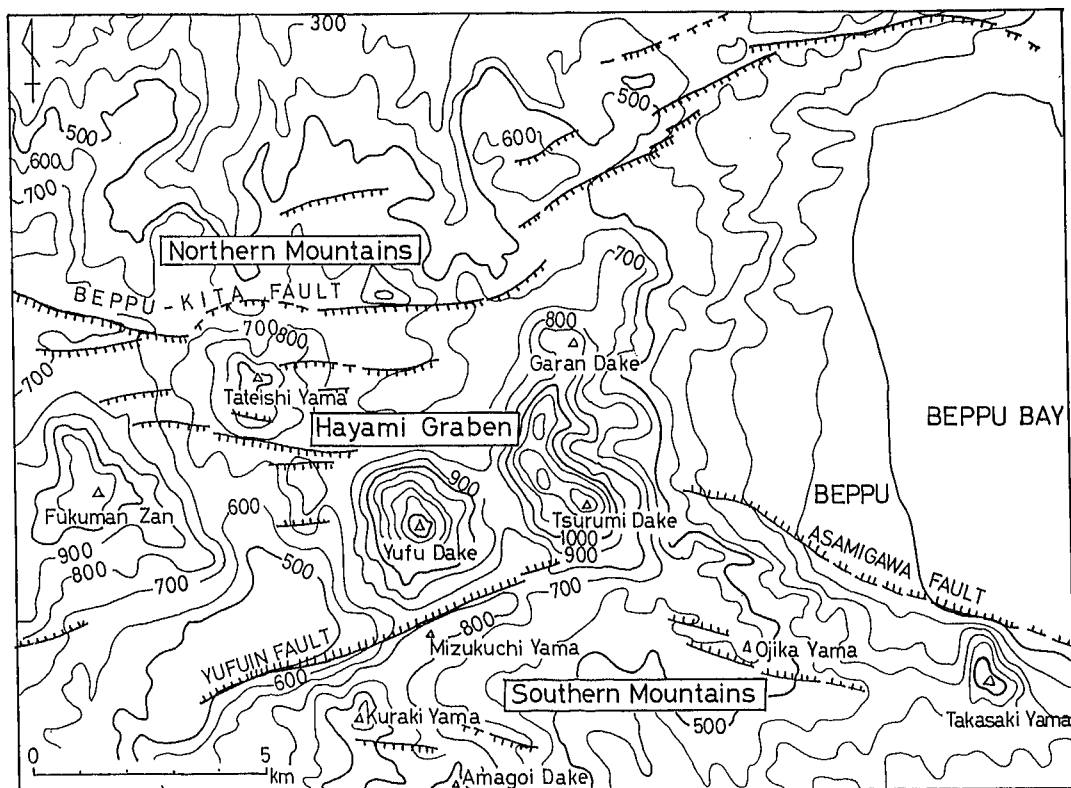 300
500
600
500
600
700
Northern Mountains
700
BEPPU-KITA FAULT
700
800
800
Garan Dake
700
Tateishi Yama
Hayami Graben
BEPPU BAY
900
BEPPU
Fukuman Zan
600
Tsurumi Dake
Yufu Dake
1000
900
ASAMIGAWA FAULT
900
800
700
500
700
YUFUIN FAULT
800
Mizukuchi Yama
Ojika Yama
600
Southern Mountains
Kuraki Yama
500
Takasaki Yama
0
5
km
Amagoi Dake